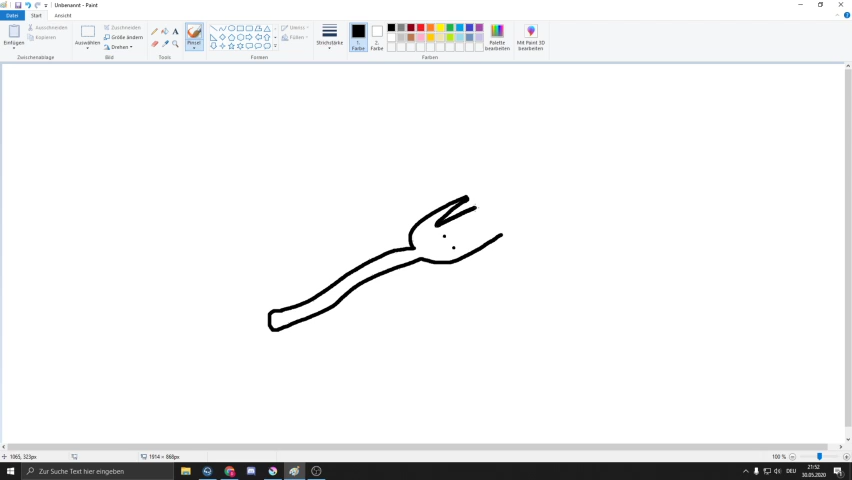 Unbenannt - Paint
Datei Start Ansicht
Einfügen
Ausschneiden
Kopieren
Zwischenablage
Auswählen
Zuschneiden
Größe ändern
Drehen
Bild
A
Tools
Pinsel
Umriss
Füllen
Formen
Strichstärke
1.
Farbe
2.
Farbe
Palette
bearbeiten
Mit Paint 3D
bearbeiten
Farben
1065, 323px
1914 × 868px
100 %
Zur Suche Text hier eingeben
DEU
21:52
30.05.2020